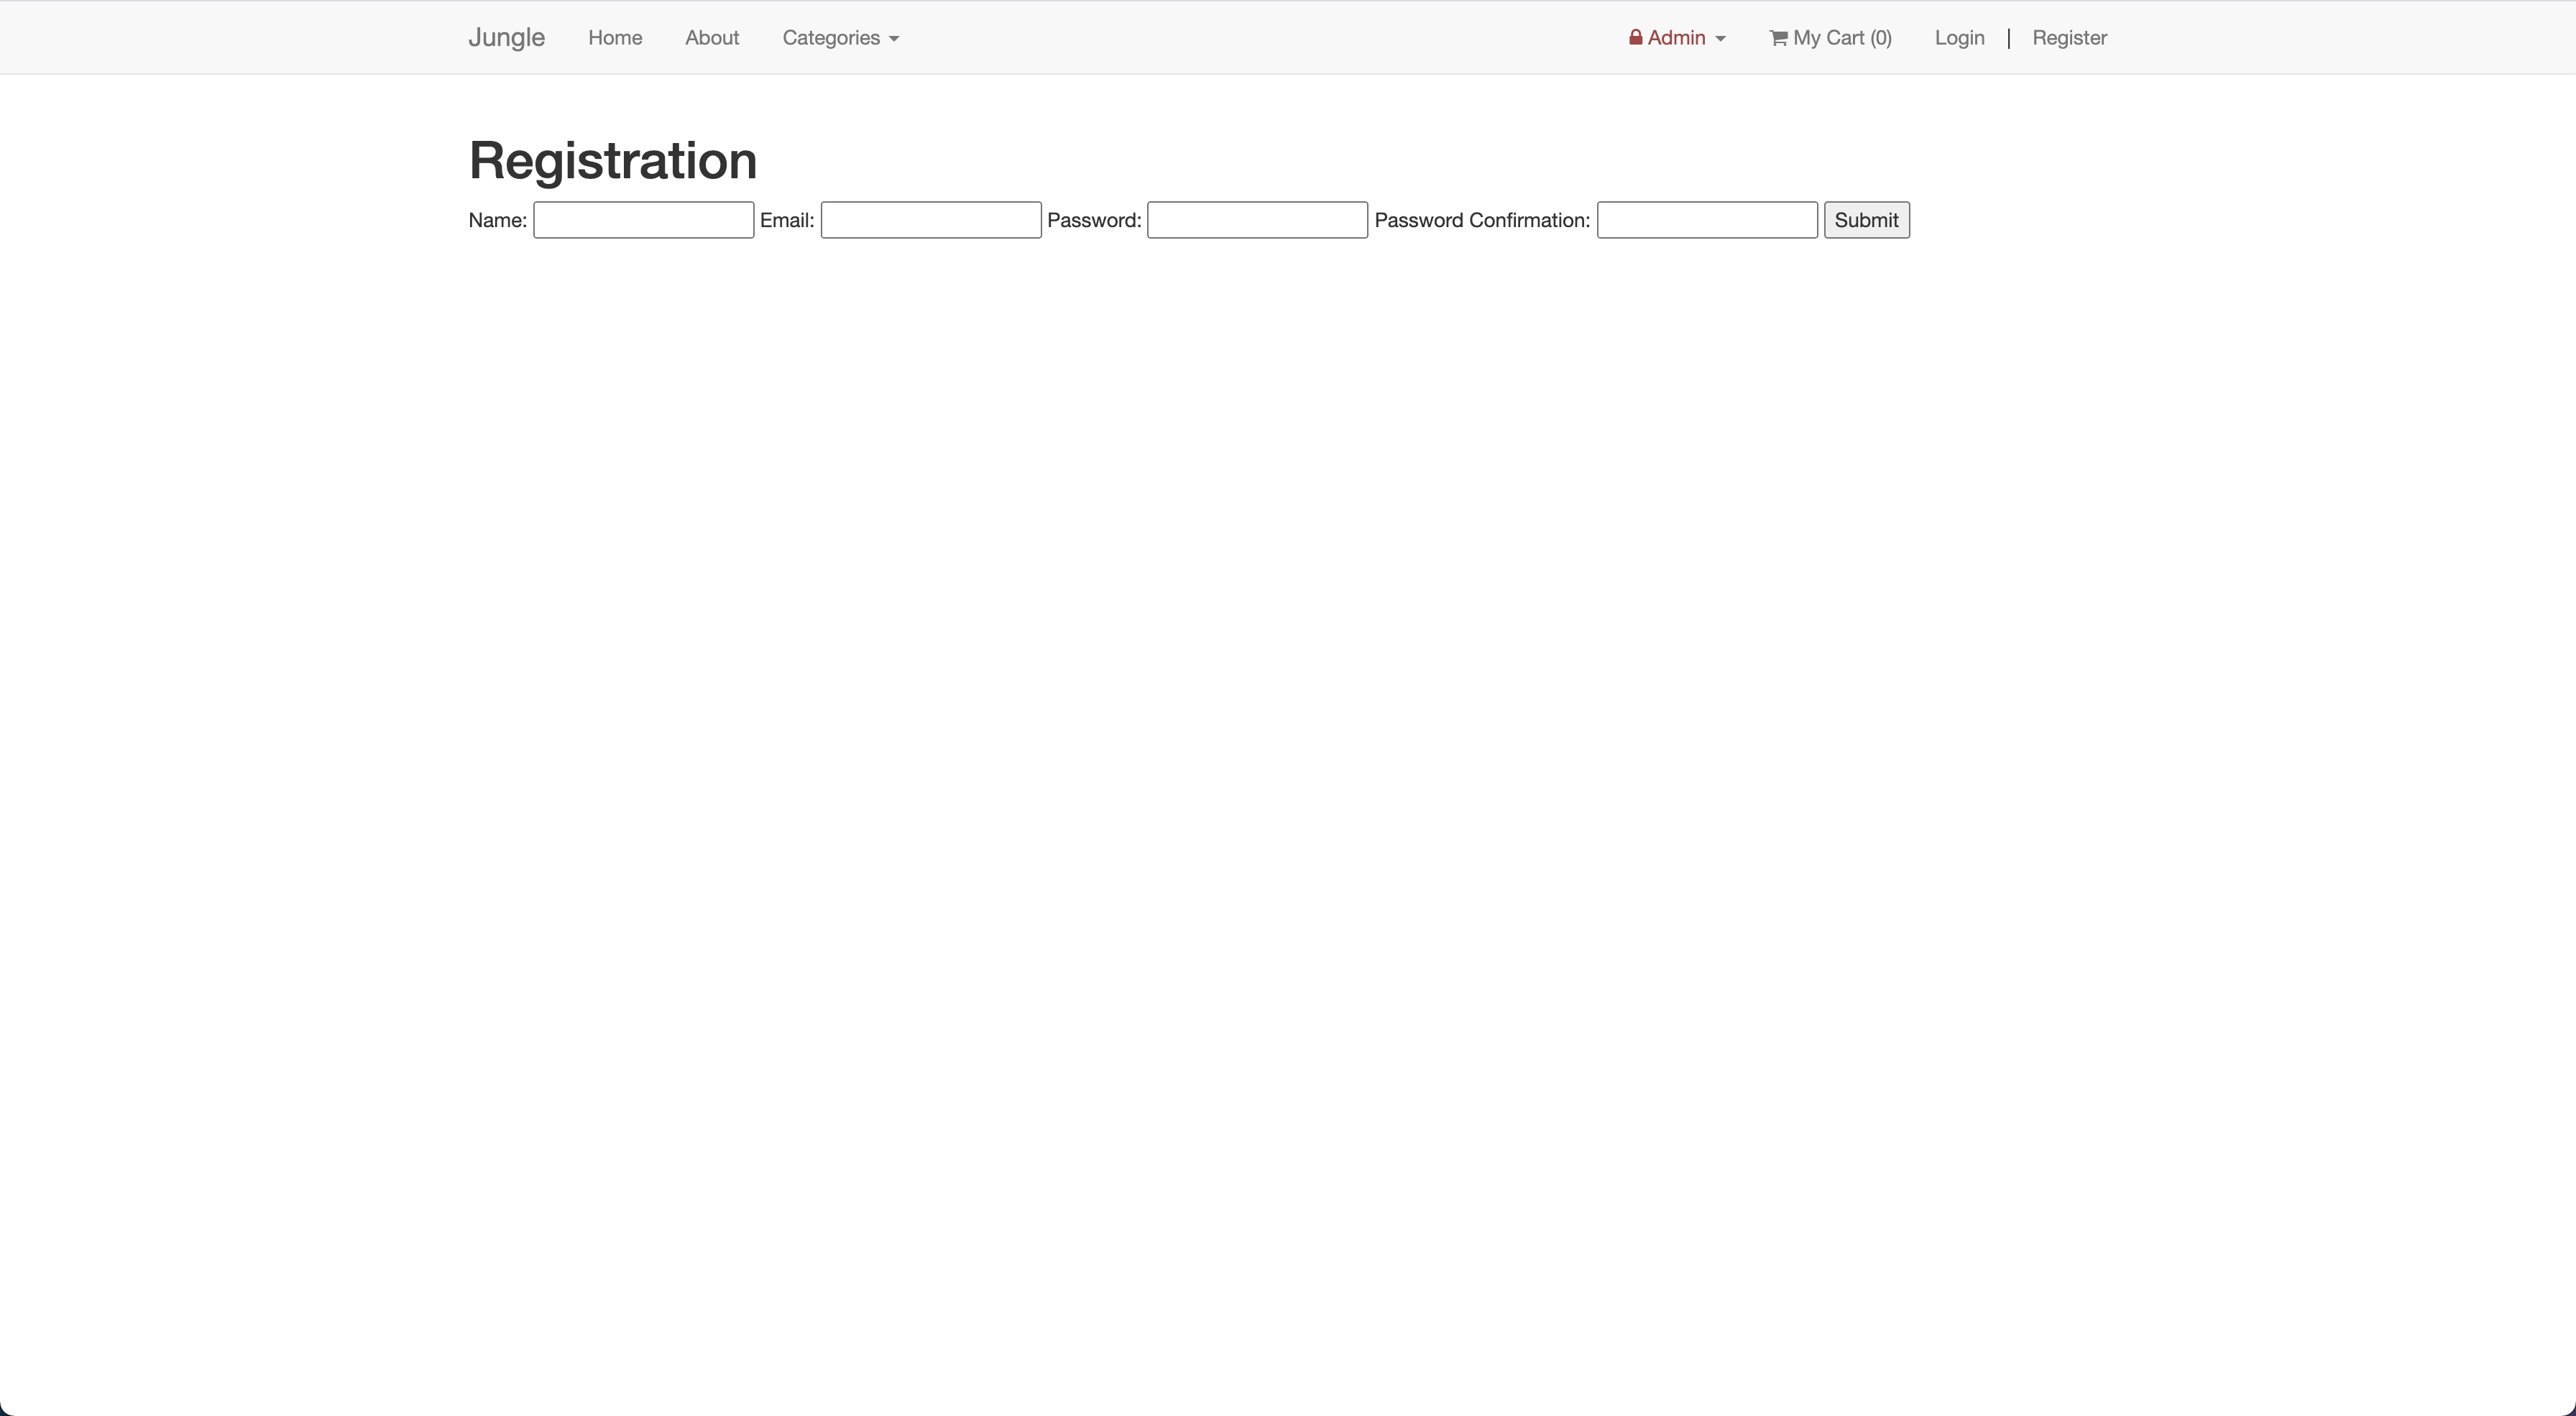 Jungle Home About Categories Admin My Cart (0) Login | Register
Registration
Name: Email: Password: Password Confirmation: Submit